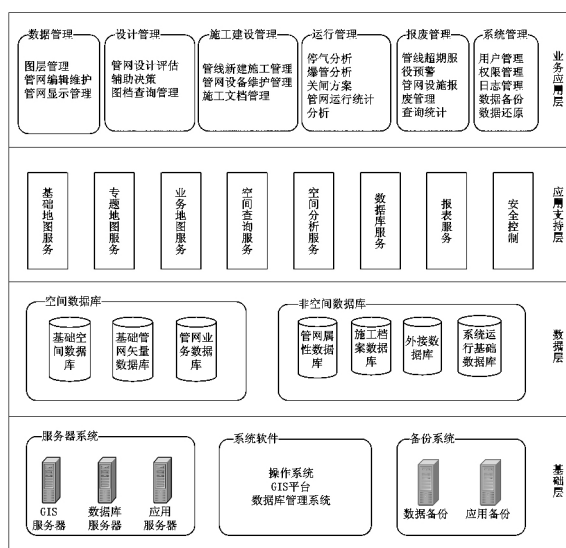 数据管理
图层管理
管网编辑维护
管网显示管理
设计管理
管网设计评估
辅助决策
图档查询管理
施工建设管理
管线新建施工管理
管网设备维护管理
施工文档管理
运行管理
停气分析
爆管分析
关闸方案
管网运行统计
分析
报废管理
管线超期服
役预警
管网设施报
废管理
查询统计
系统管理
用户管理
权限管理
日志管理
数据备份
数据还原
业务应用层
基础地图服务
专题地图服务
业务地图服务
空间查询服务
空间分析服务
数据库服务
报表服务
安全控制
应用支持层
空间数据库
基础空
间数据
库
基础管
网矢量
数据库
管网业
务数据
库
非空间数据库
管网属
性数据
库
施工档
案数据
库
外接数
据库
系统运
行基础
数据库
数据层
服务器系统
GIS
服务器
数据库
服务器
应用
服务器
系统软件
操作系统
GIS平台
数据库管理系统
备份系统
数据备份
应用备份
基础层